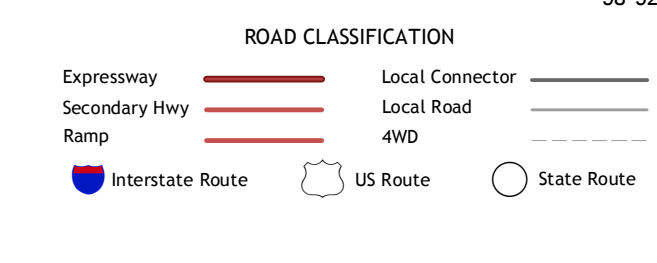 ROAD CLASSIFICATION
Expressway
Local Connector
Secondary Hwy
Local Road
Ramp
4WD
Interstate Route
US Route
State Route